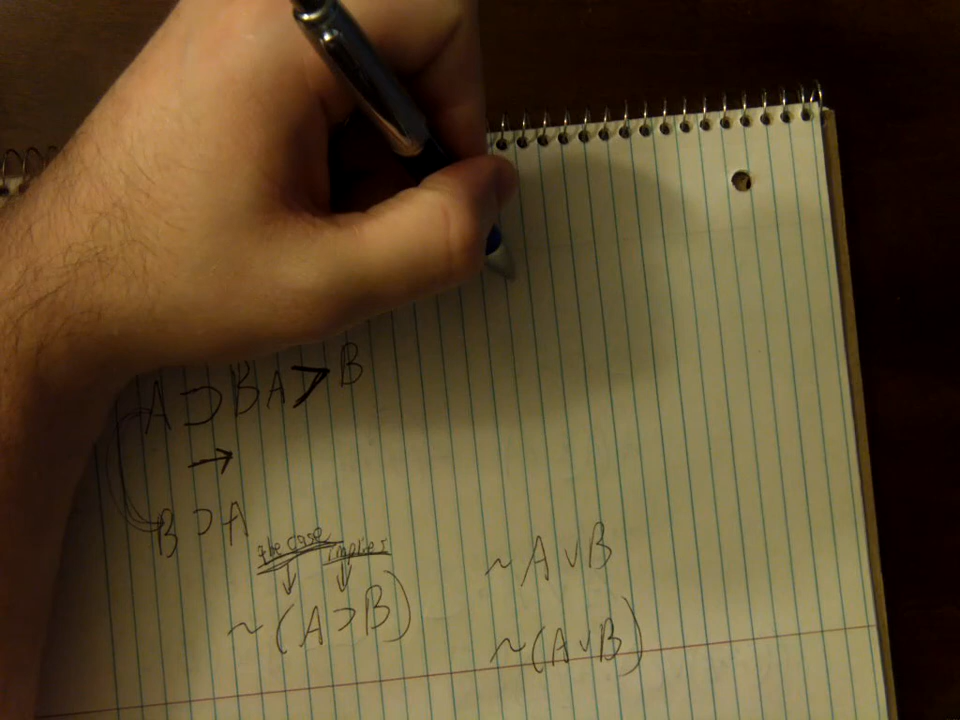 A ⊃ B A > B
→
B ⊃ A
the case implies
~ (A ⊃ B)
~ A ∨ B
~ (A ∨ B)